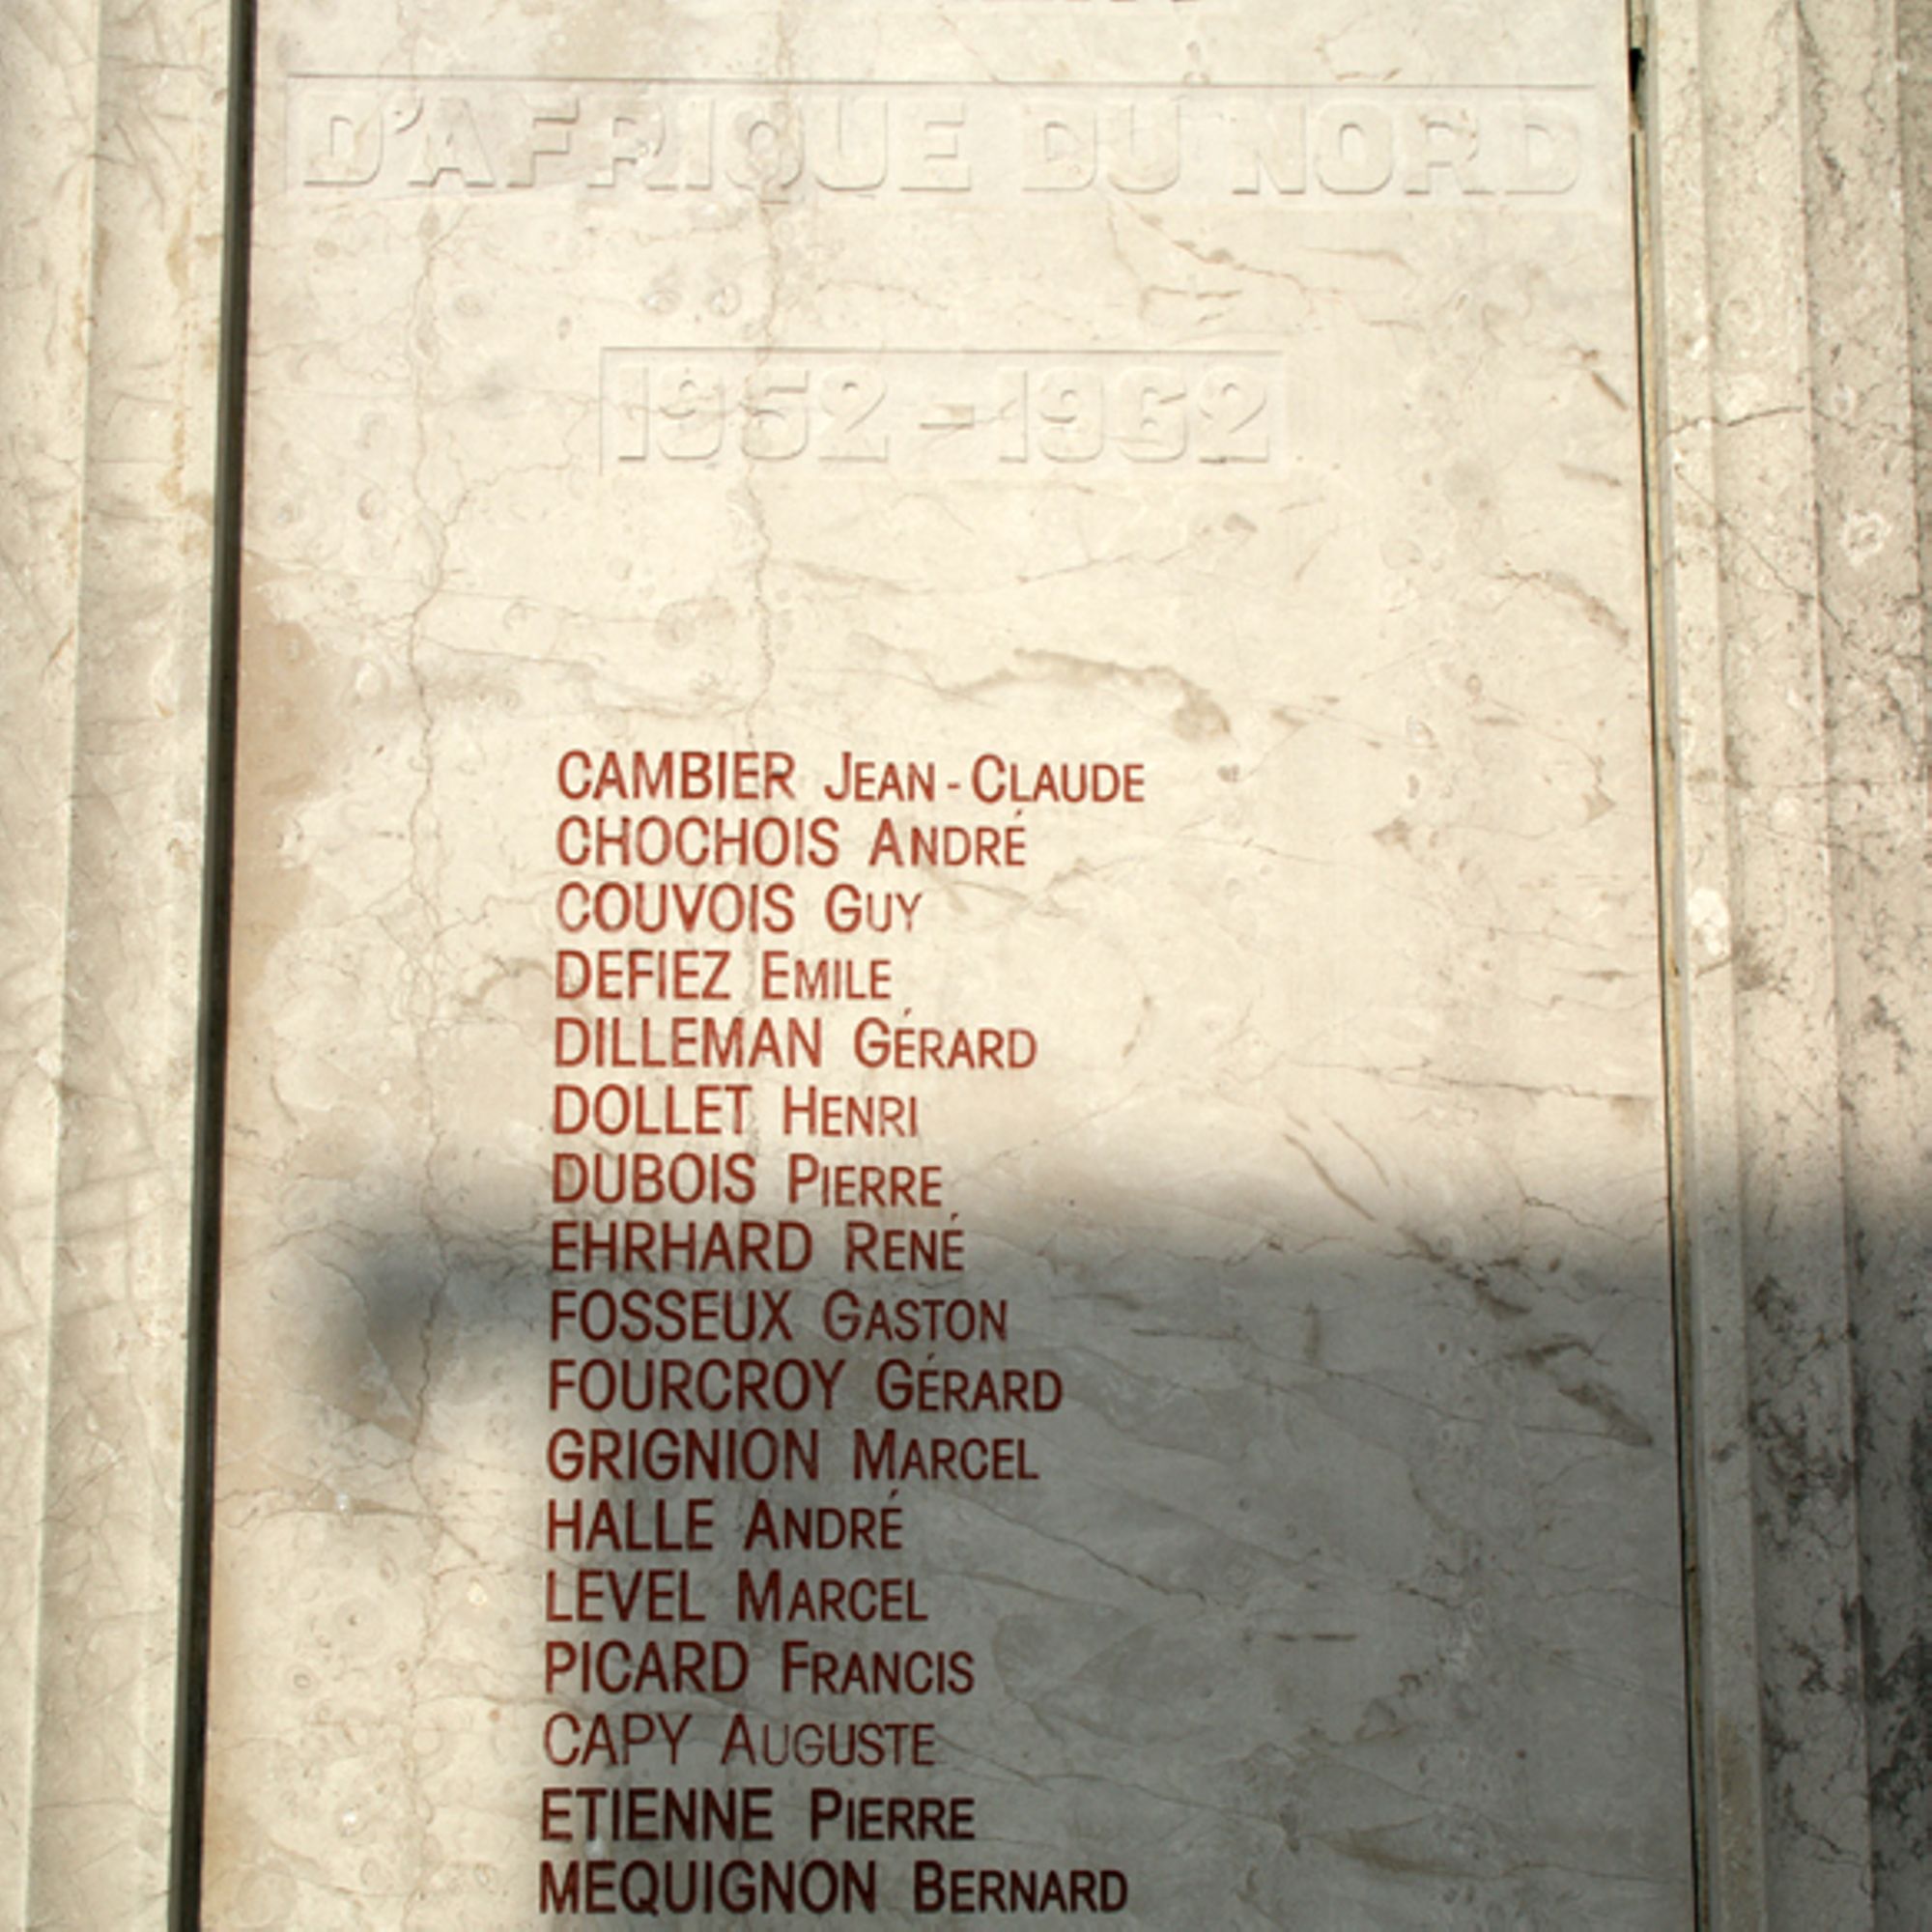 D'AFRIQUE DU NORD
1952-1962
CAMBIER JEAN-CLAUDE
CHOCHOIS ANDRÉ
COUVOIS GUY
DEFIEZ EMILE
DILLEMAN GÉRARD
DOLLET HENRI
DUBOIS PIERRE
EHRHARD RENÉ
FOSSEUX GASTON
FOURCROY GÉRARD
GRIGNION MARCEL
HALLE ANDRÉ
LEVEL MARCEL
PICARD FRANCIS
CAPY AUGUSTE
ETIENNE PIERRE
MEQUIGNON BERNARD